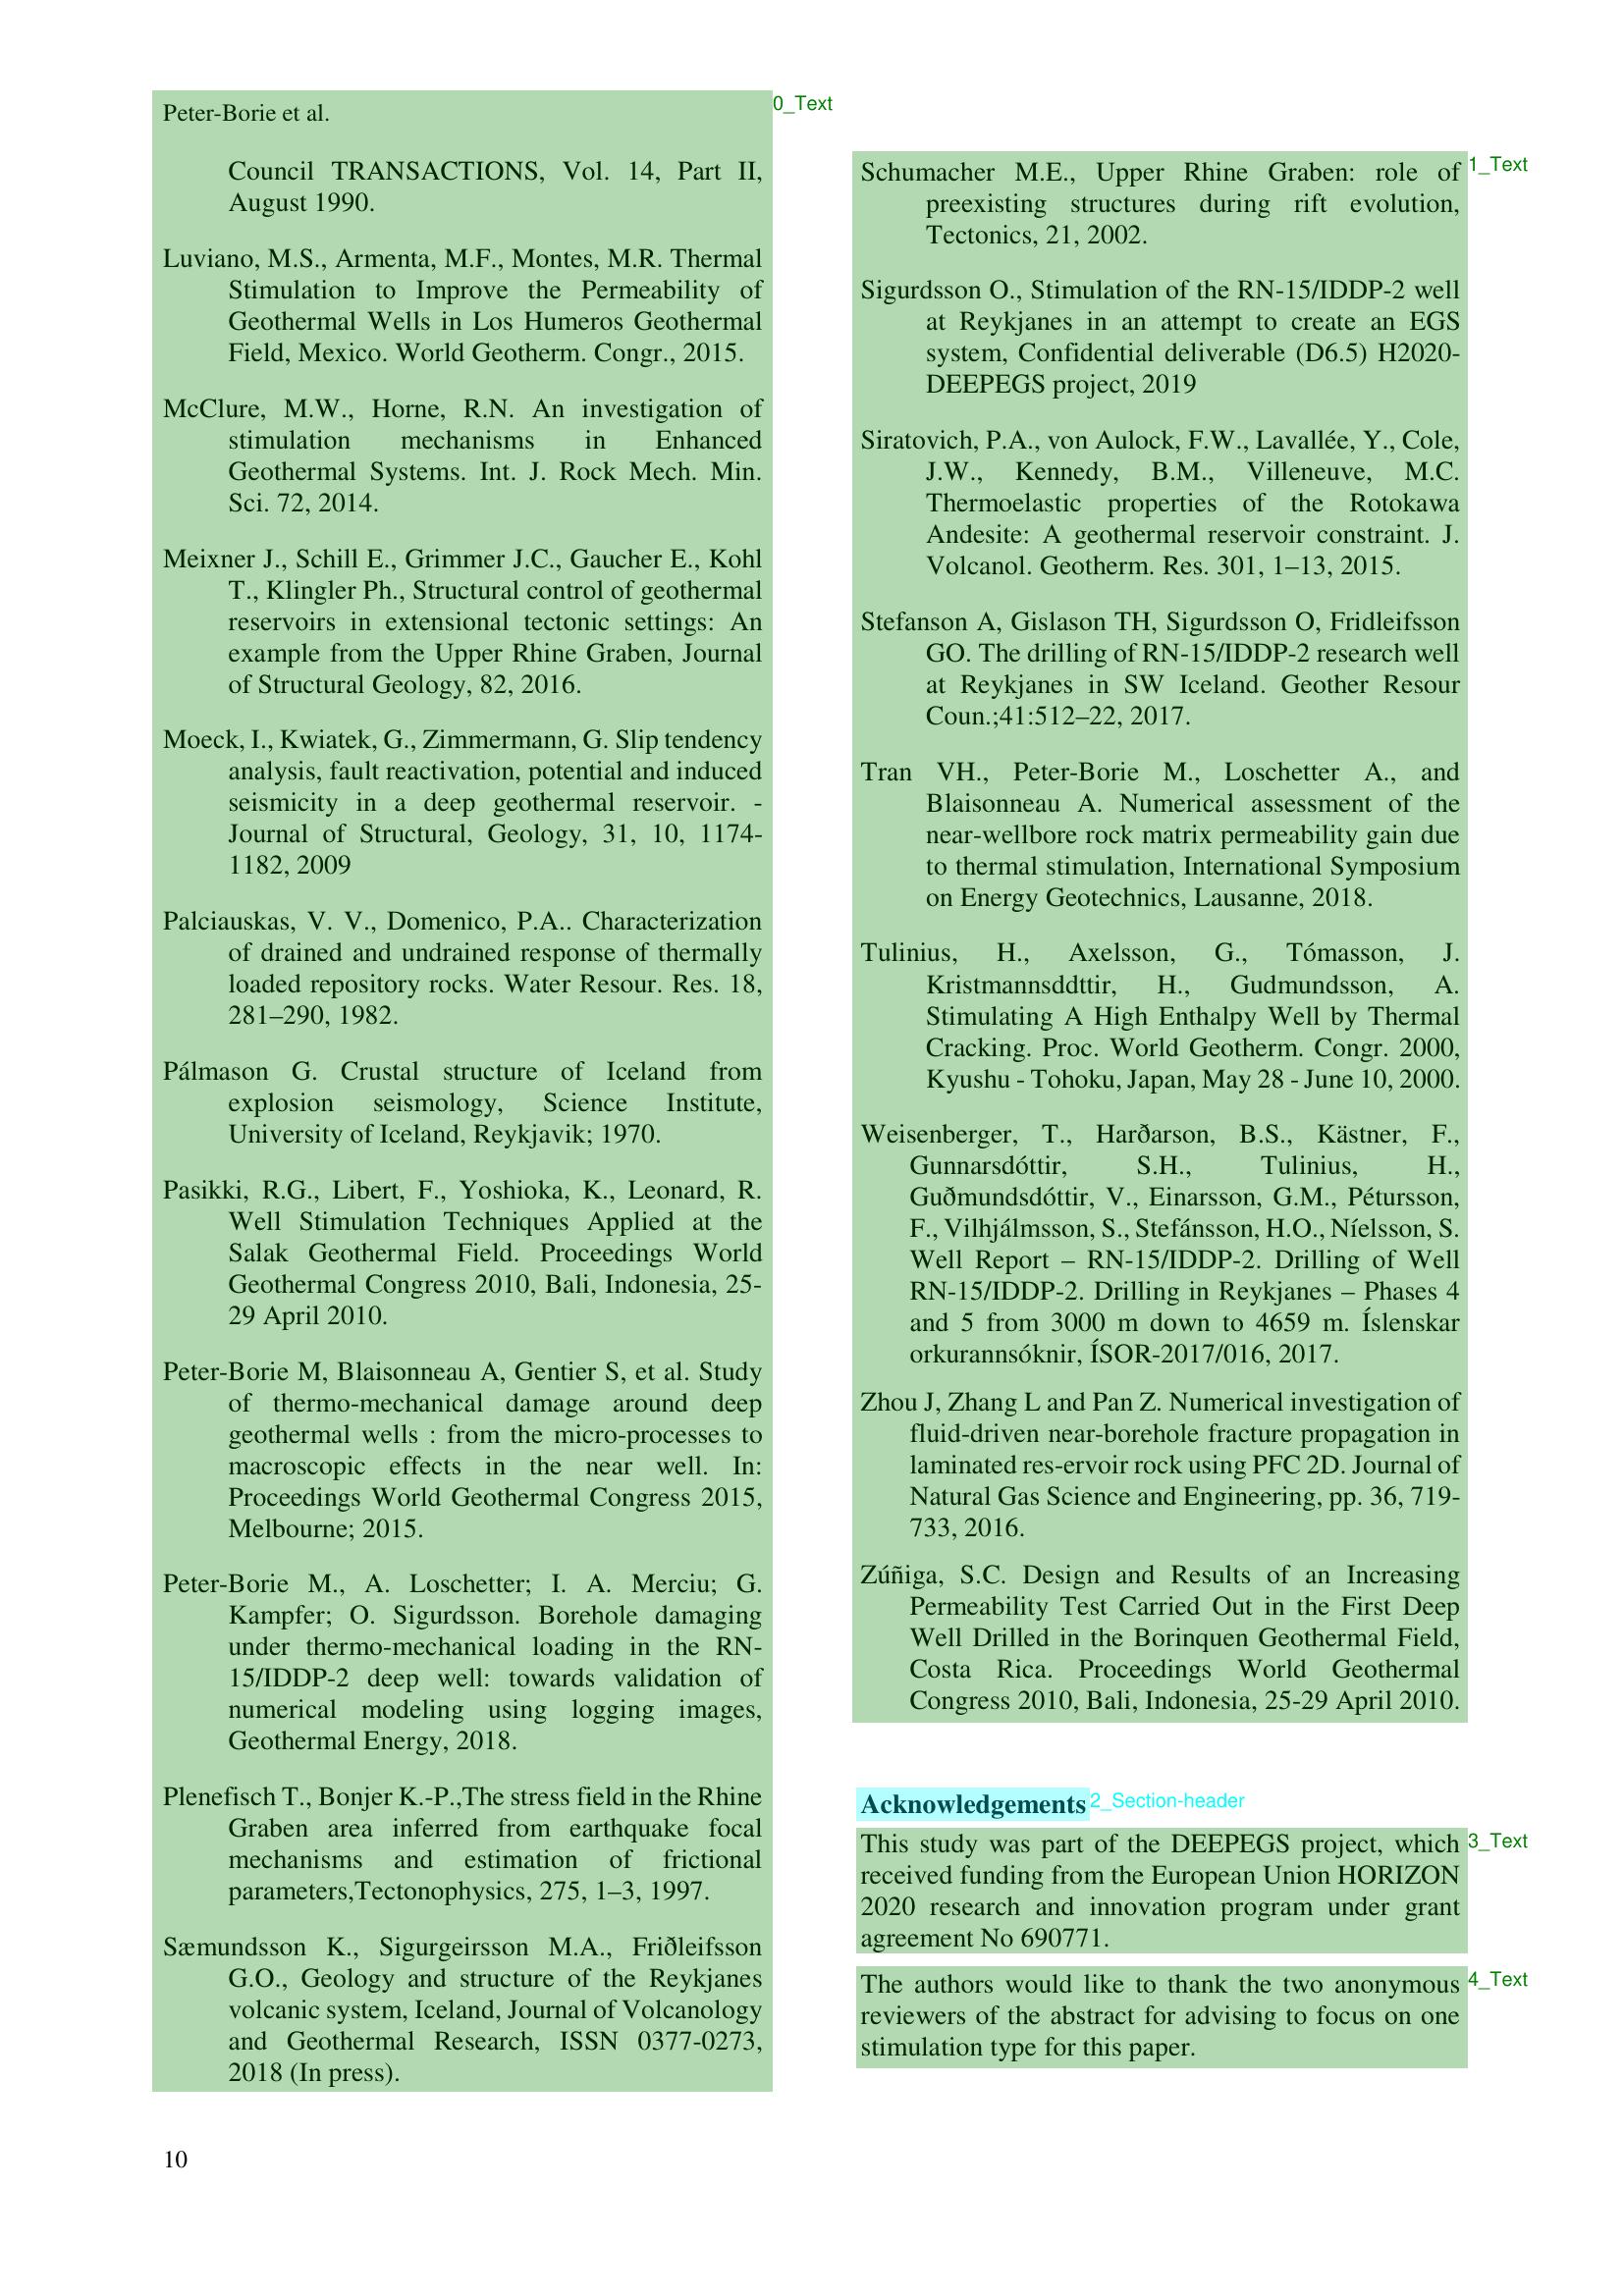 Peter-Borie et al.
0_Text
Council TRANSACTIONS, Vol. 14, Part II,
August 1990.
Luviano, M.S., Armenta, M.F., Montes, M.R. Thermal
Stimulation to Improve the Permeability of
Geothermal Wells in Los Humeros Geothermal
Field, Mexico. World Geotherm. Congr., 2015.
McClure, M.W., Horne, R.N. An investigation of
stimulation mechanisms in Enhanced
Geothermal Systems. Int. J. Rock Mech. Min.
Sci. 72, 2014.
Meixner J., Schill E., Grimmer J.C., Gaucher E., Kohl
T., Klingler Ph., Structural control of geothermal
reservoirs in extensional tectonic settings: An
example from the Upper Rhine Graben, Journal
of Structural Geology, 82, 2016.
Moeck, I., Kwiatek, G., Zimmermann, G. Slip tendency
analysis, fault reactivation, potential and induced
seismicity in a deep geothermal reservoir. -
Journal of Structural, Geology, 31, 10, 1174-
1182, 2009
Palciauskas, V. V., Domenico, P.A.. Characterization
of drained and undrained response of thermally
loaded repository rocks. Water Resour. Res. 18,
281–290, 1982.
Pálmason G. Crustal structure of Iceland from
explosion seismology, Science Institute,
University of Iceland, Reykjavik; 1970.
Pasikki, R.G., Libert, F., Yoshioka, K., Leonard, R.
Well Stimulation Techniques Applied at the
Salak Geothermal Field. Proceedings World
Geothermal Congress 2010, Bali, Indonesia, 25-
29 April 2010.
Peter-Borie M, Blaisonneau A, Gentier S, et al. Study
of thermo-mechanical damage around deep
geothermal wells : from the micro-processes to
macroscopic effects in the near well. In:
Proceedings World Geothermal Congress 2015,
Melbourne; 2015.
Peter-Borie M., A. Loschetter; I. A. Merciu; G.
Kampfer; O. Sigurdsson. Borehole damaging
under thermo-mechanical loading in the RN-
15/IDDP-2 deep well: towards validation of
numerical modeling using logging images,
Geothermal Energy, 2018.
Plenefisch T., Bonjer K.-P.,The stress field in the Rhine
Graben area inferred from earthquake focal
mechanisms and estimation of frictional
parameters,Tectonophysics, 275, 1–3, 1997.
Sæmundsson K., Sigurgeirsson M.A., Friðleifsson
G.O., Geology and structure of the Reykjanes
volcanic system, Iceland, Journal of Volcanology
and Geothermal Research, ISSN 0377-0273,
2018 (In press).
1_Text
Schumacher M.E., Upper Rhine Graben: role of
preexisting structures during rift evolution,
Tectonics, 21, 2002.
Sigurdsson O., Stimulation of the RN-15/IDDP-2 well
at Reykjanes in an attempt to create an EGS
system, Confidential deliverable (D6.5) H2020-
DEEPEGS project, 2019
Siratovich, P.A., von Aulock, F.W., Lavallée, Y., Cole,
J.W., Kennedy, B.M., Villeneuve, M.C.
Thermoelastic properties of the Rotokawa
Andesite: A geothermal reservoir constraint. J.
Volcanol. Geotherm. Res. 301, 1–13, 2015.
Stefanson A, Gislason TH, Sigurdsson O, Fridleifsson
GO. The drilling of RN-15/IDDP-2 research well
at Reykjanes in SW Iceland. Geother Resour
Coun.;41:512–22, 2017.
Tran VH., Peter-Borie M., Loschetter A., and
Blaisonneau A. Numerical assessment of the
near-wellbore rock matrix permeability gain due
to thermal stimulation, International Symposium
on Energy Geotechnics, Lausanne, 2018.
Tulinius, H., Axelsson, G., Tómasson, J.
Kristmannsddttir, H., Gudmundsson, A.
Stimulating A High Enthalpy Well by Thermal
Cracking. Proc. World Geotherm. Congr. 2000,
Kyushu - Tohoku, Japan, May 28 - June 10, 2000.
Weisenberger, T., Harðarson, B.S., Kästner, F.,
Gunnarsdóttir, S.H., Tulinius, H.,
Guðmundsdóttir, V., Einarsson, G.M., Pétursson,
F., Vilhjálmsson, S., Stefánsson, H.O., Níelsson, S.
Well Report – RN-15/IDDP-2. Drilling of Well
RN-15/IDDP-2. Drilling in Reykjanes – Phases 4
and 5 from 3000 m down to 4659 m. Íslenskar
orkurannsóknir, ÍSOR-2017/016, 2017.
Zhou J, Zhang L and Pan Z. Numerical investigation of
fluid-driven near-borehole fracture propagation in
laminated res-ervoir rock using PFC 2D. Journal of
Natural Gas Science and Engineering, pp. 36, 719-
733, 2016.
Zúñiga, S.C. Design and Results of an Increasing
Permeability Test Carried Out in the First Deep
Well Drilled in the Borinquen Geothermal Field,
Costa Rica. Proceedings World Geothermal
Congress 2010, Bali, Indonesia, 25-29 April 2010.
Acknowledgements
2_Section-header
This study was part of the DEEPEGS project, which
3_Text
received funding from the European Union HORIZON
2020 research and innovation program under grant
agreement No 690771.
The authors would like to thank the two anonymous
4_Text
reviewers of the abstract for advising to focus on one
stimulation type for this paper.
10